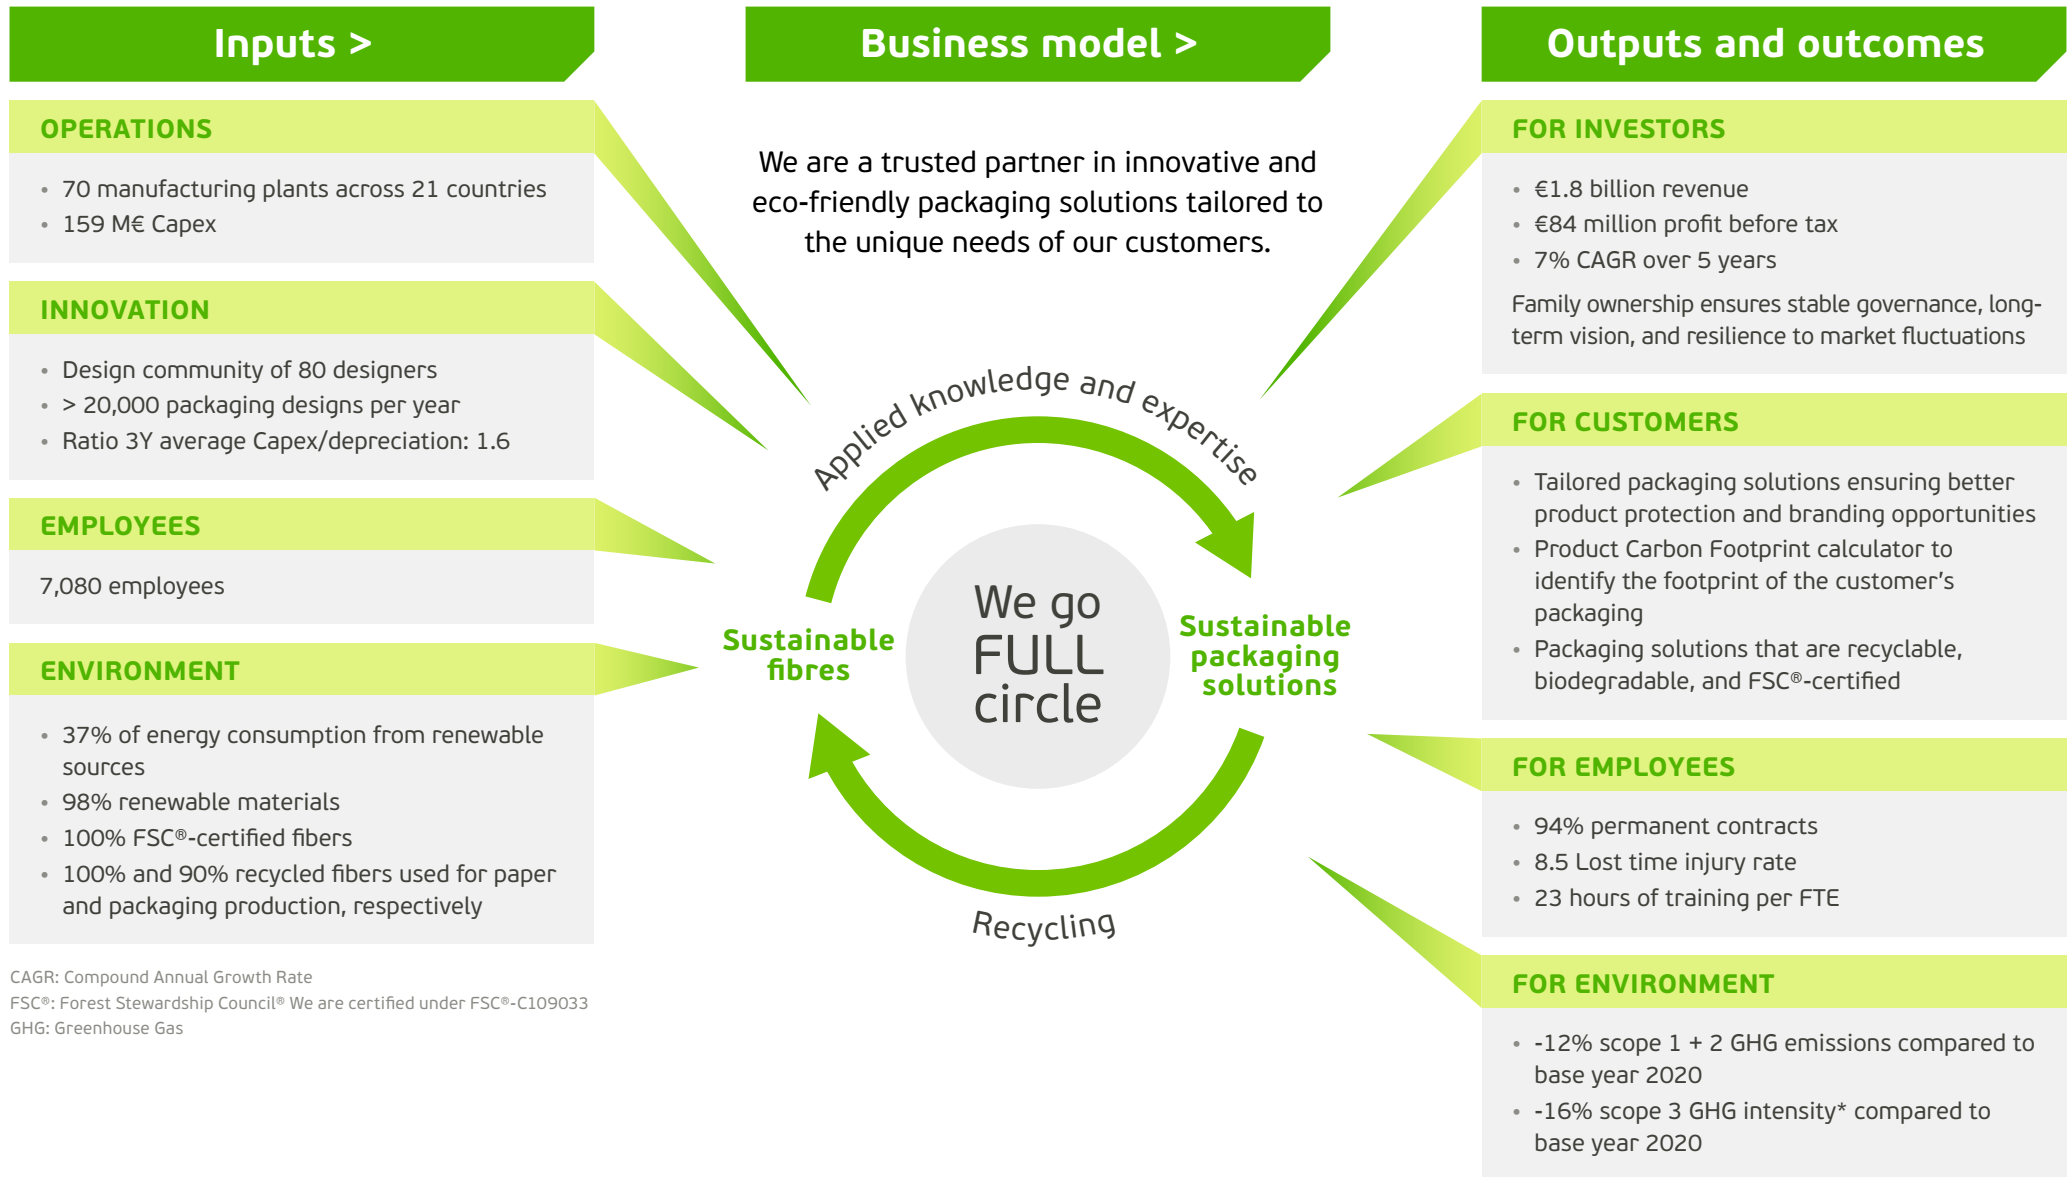 Inputs >
OPERATIONS
• 70 manufacturing plants across 21 countries
• 159 M€ Capex
INNOVATION
• Design community of 80 designers
• > 20,000 packaging designs per year
• Ratio 3Y average Capex/depreciation: 1.6
EMPLOYEES
7,080 employees
ENVIRONMENT
• 37% of energy consumption from renewable
sources
• 98% renewable materials
• 100% FSC®-certified fibers
• 100% and 90% recycled fibers used for paper
and packaging production, respectively
CAGR: Compound Annual Growth Rate
FSC®: Forest Stewardship Council® We are certified under FSC®-C109033
GHG: Greenhouse Gas
Business model >
We are a trusted partner in innovative and
eco-friendly packaging solutions tailored to
the unique needs of our customers.
Applied knowledge and expertise
Sustainable
fibres
We go
FULL
circle
Sustainable
packaging
solutions
Recycling
Outputs and outcomes
FOR INVESTORS
• €1.8 billion revenue
• €84 million profit before tax
• 7% CAGR over 5 years
Family ownership ensures stable governance, long-
term vision, and resilience to market fluctuations
FOR CUSTOMERS
• Tailored packaging solutions ensuring better
product protection and branding opportunities
• Product Carbon Footprint calculator to
identify the footprint of the customer’s
packaging
• Packaging solutions that are recyclable,
biodegradable, and FSC®-certified
FOR EMPLOYEES
• 94% permanent contracts
• 8.5 Lost time injury rate
• 23 hours of training per FTE
FOR ENVIRONMENT
• -12% scope 1 + 2 GHG emissions compared to
base year 2020
• -16% scope 3 GHG intensity* compared to
base year 2020